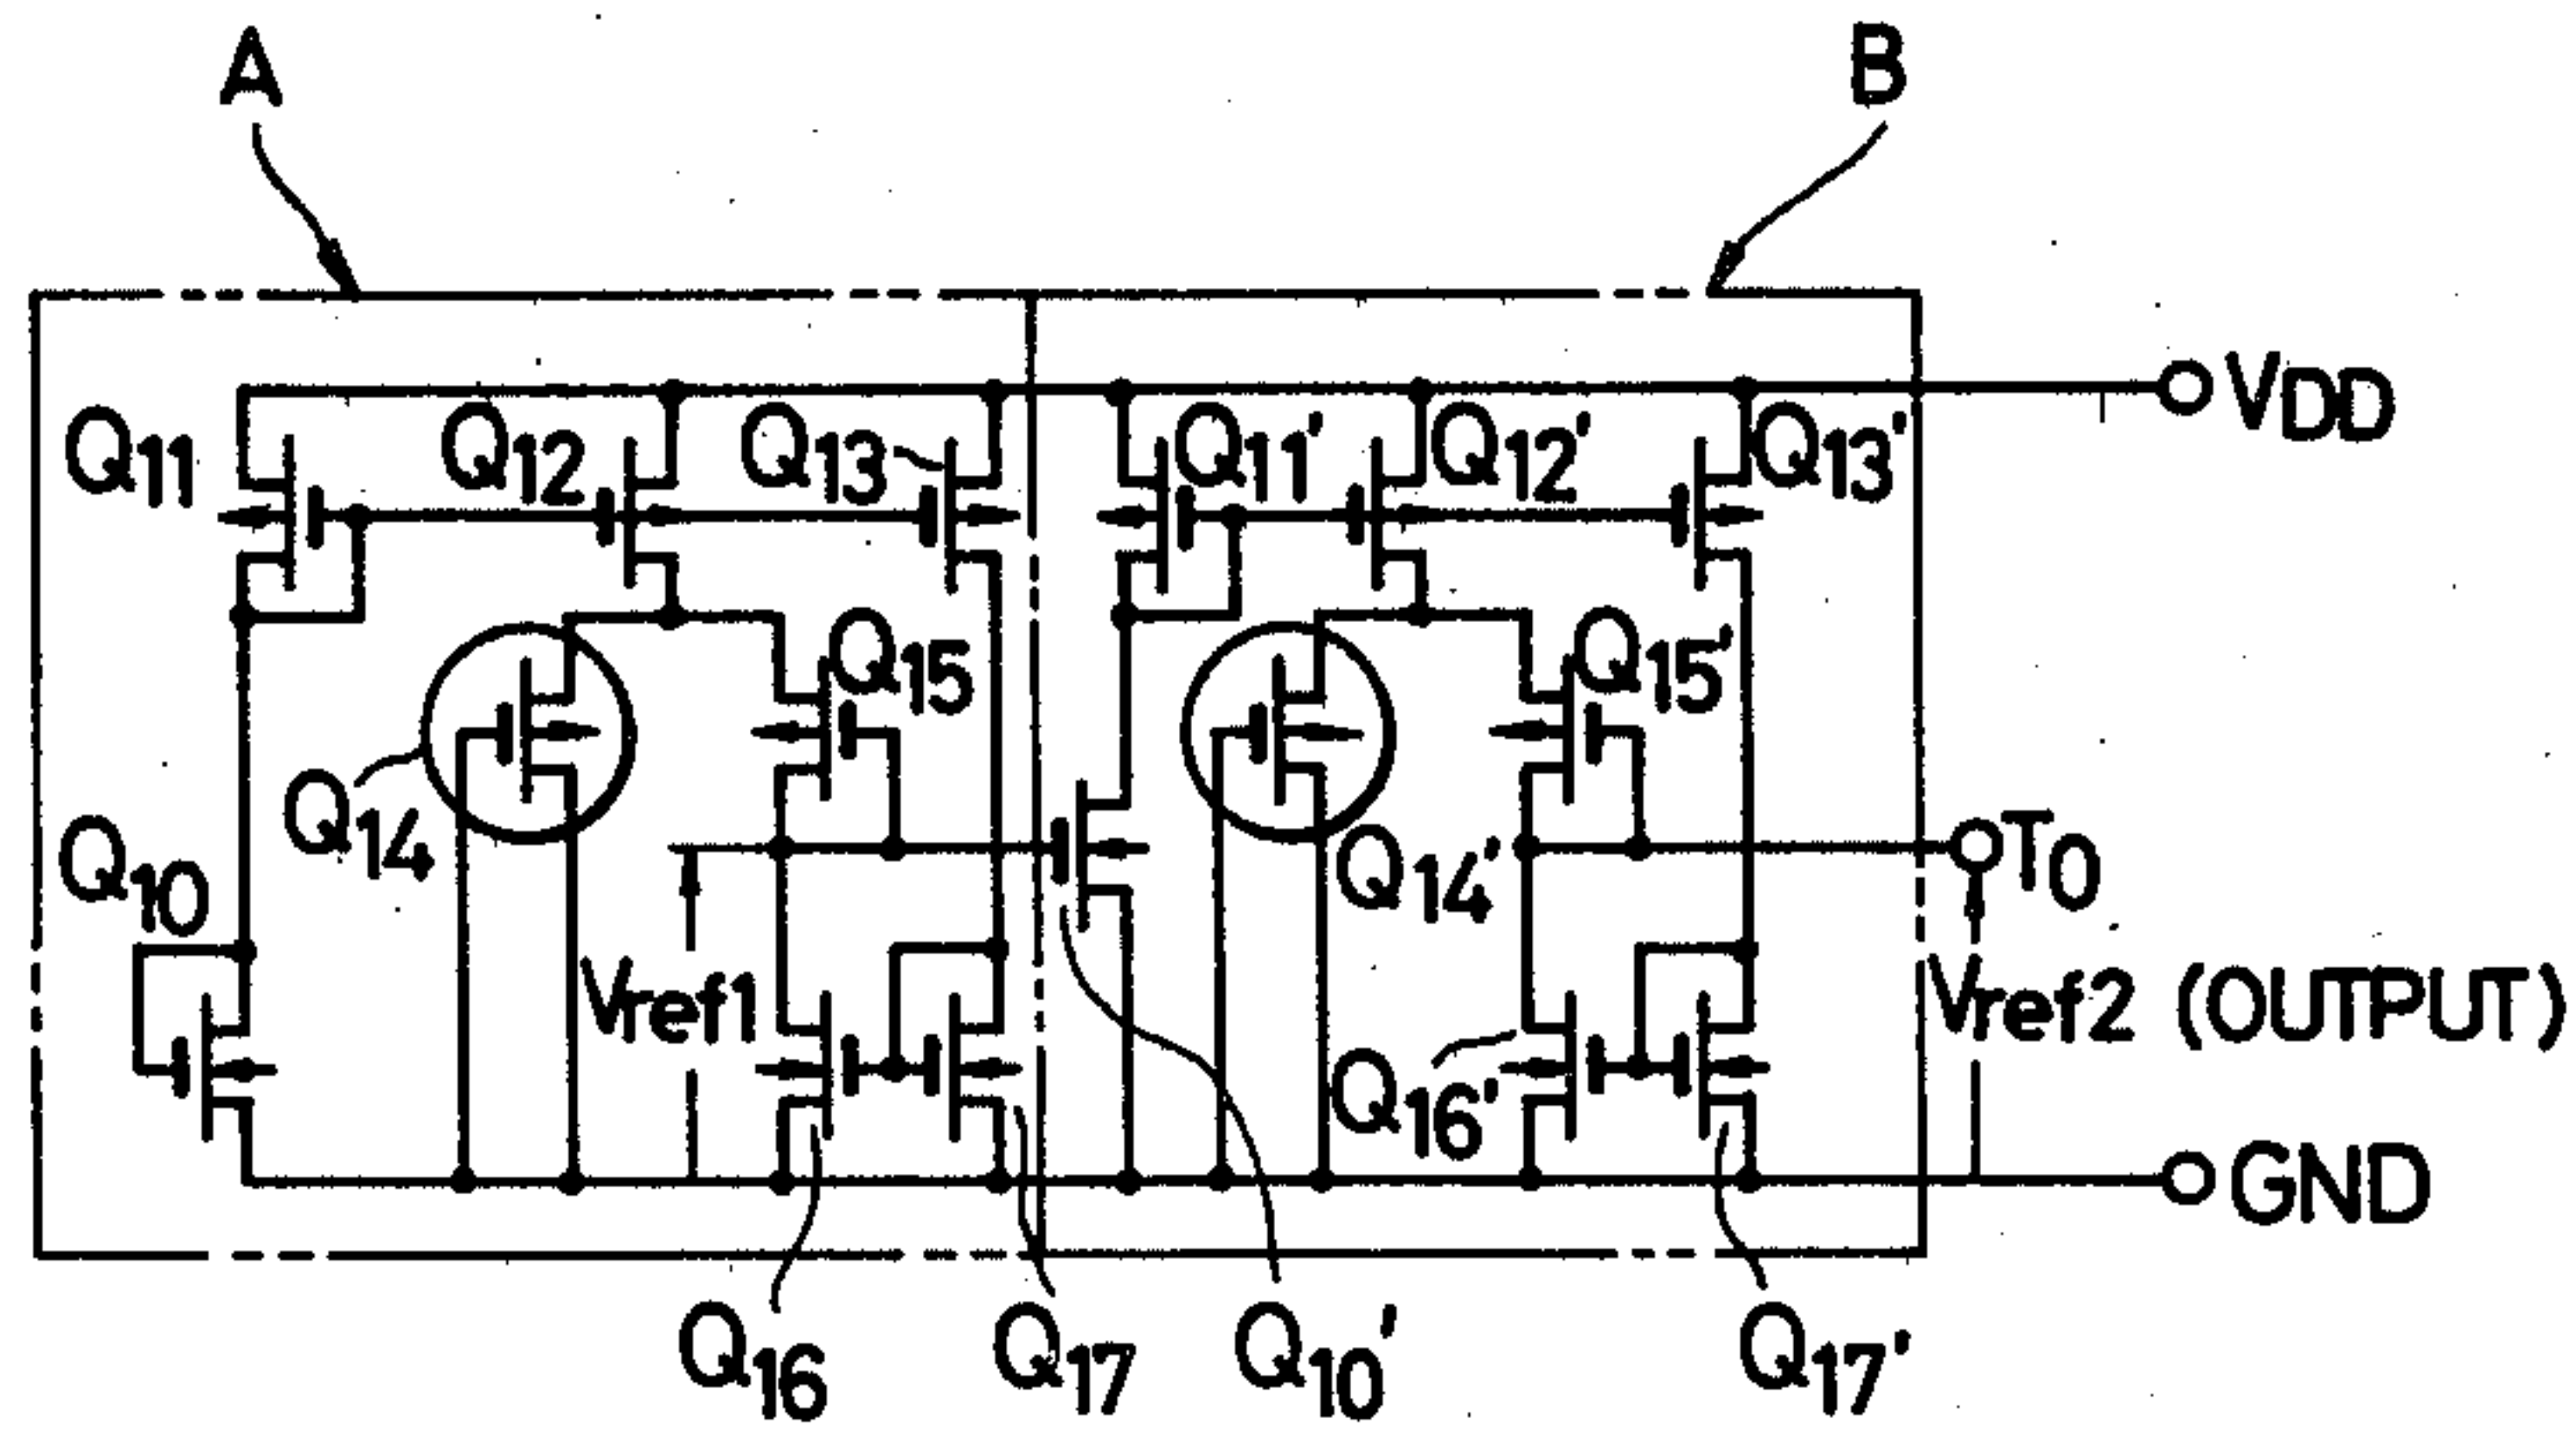 A
B
VDD
Q11
Q12
Q13
Q11'
Q12'
Q13'
Q15
Q15'
Q14
Q14'
Q10
T0
Vref1
Vref2 (OUTPUT)
Q16'
GND
Q16
Q17
Q10'
Q17'